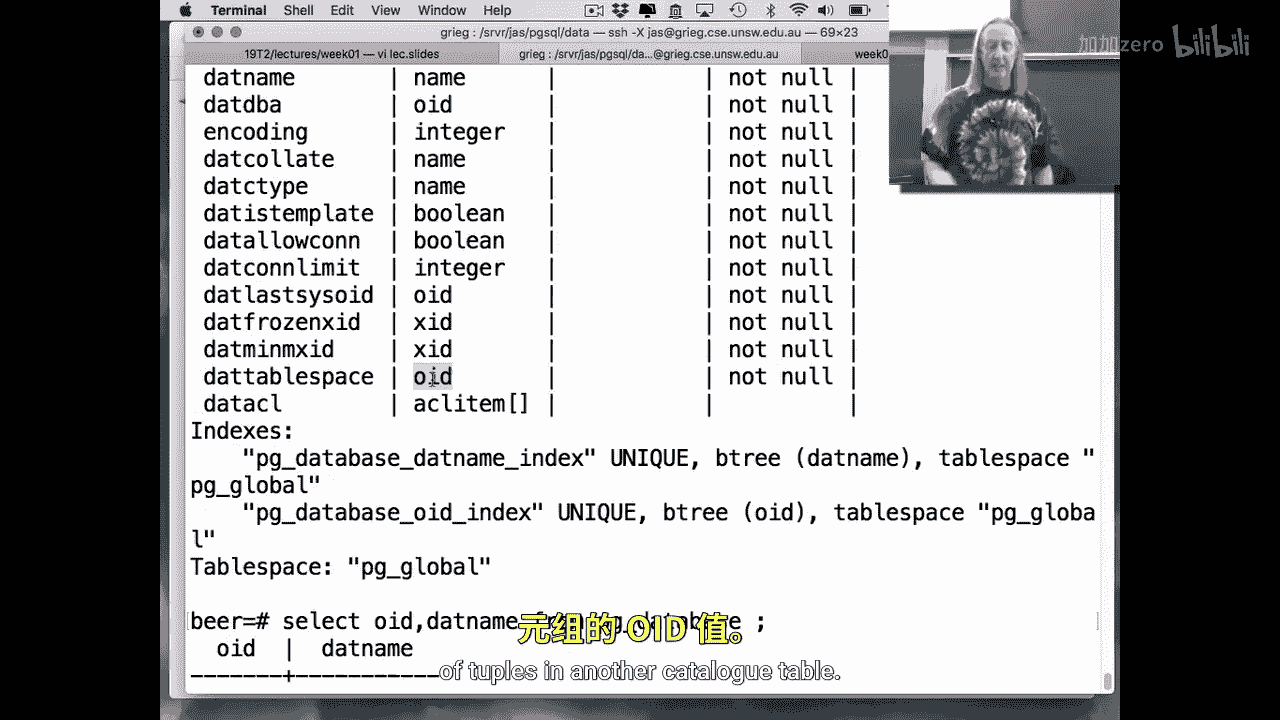 Terminal Shell Edit View Window Help
加加zero bilibili
grieg : /srvr/jas/pgsql/data — ssh -X jas@grieg.cse.unsw.edu.au — 69×23
19T2/lectures/week01 — vi lec.slides
grieg : /srvr/jas/pgsql/da...@grieg.cse.unsw.edu.au
week0
datname | name | | not null |
datdba | oid | | not null |
encoding | integer | | not null |
datcollate | name | | not null |
datctype | name | | not null |
datistemplate | boolean | | not null |
datallowconn | boolean | | not null |
datconnlimit | integer | | not null |
datlastsysoid | oid | | not null |
datfrozenxid | xid | | not null |
datminmxid | xid | | not null |
dattablespace | oid | | not null |
datacl | aclitem[] | | |
Indexes:
"pg_database_datname_index" UNIQUE, btree (datname), tablespace "
pg_global"
"pg_database_oid_index" UNIQUE, btree (oid), tablespace "pg_globa
l"
Tablespace: "pg_global"
beer=# select oid,datname from pg_database ;
元组的 OID 值。
oid | datname
-------+-----------
of tuples in another catalogue table.